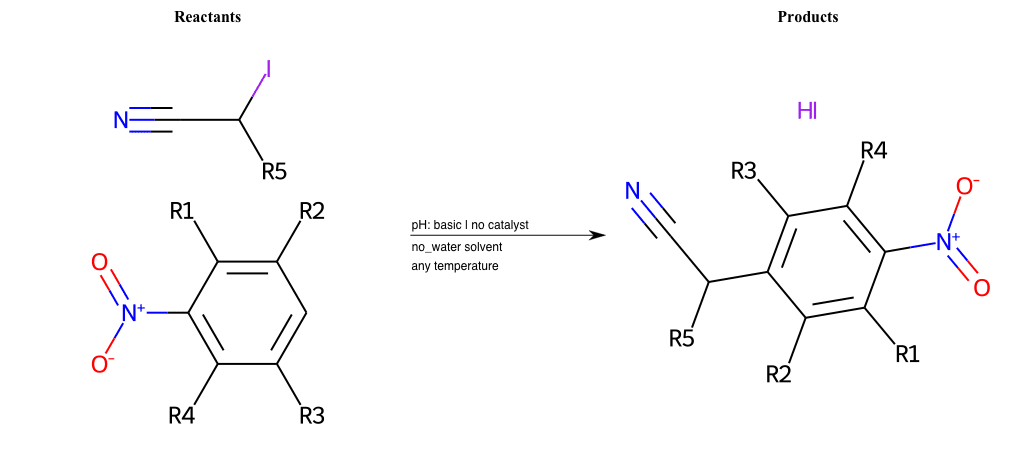 Reactants
Products
I
N
R5
R1
R2
O
N+
O-
R4
R3
pH: basic | no catalyst
no_water solvent
any temperature
HI
R3
R4
N
O-
N+
O
R5
R1
R2